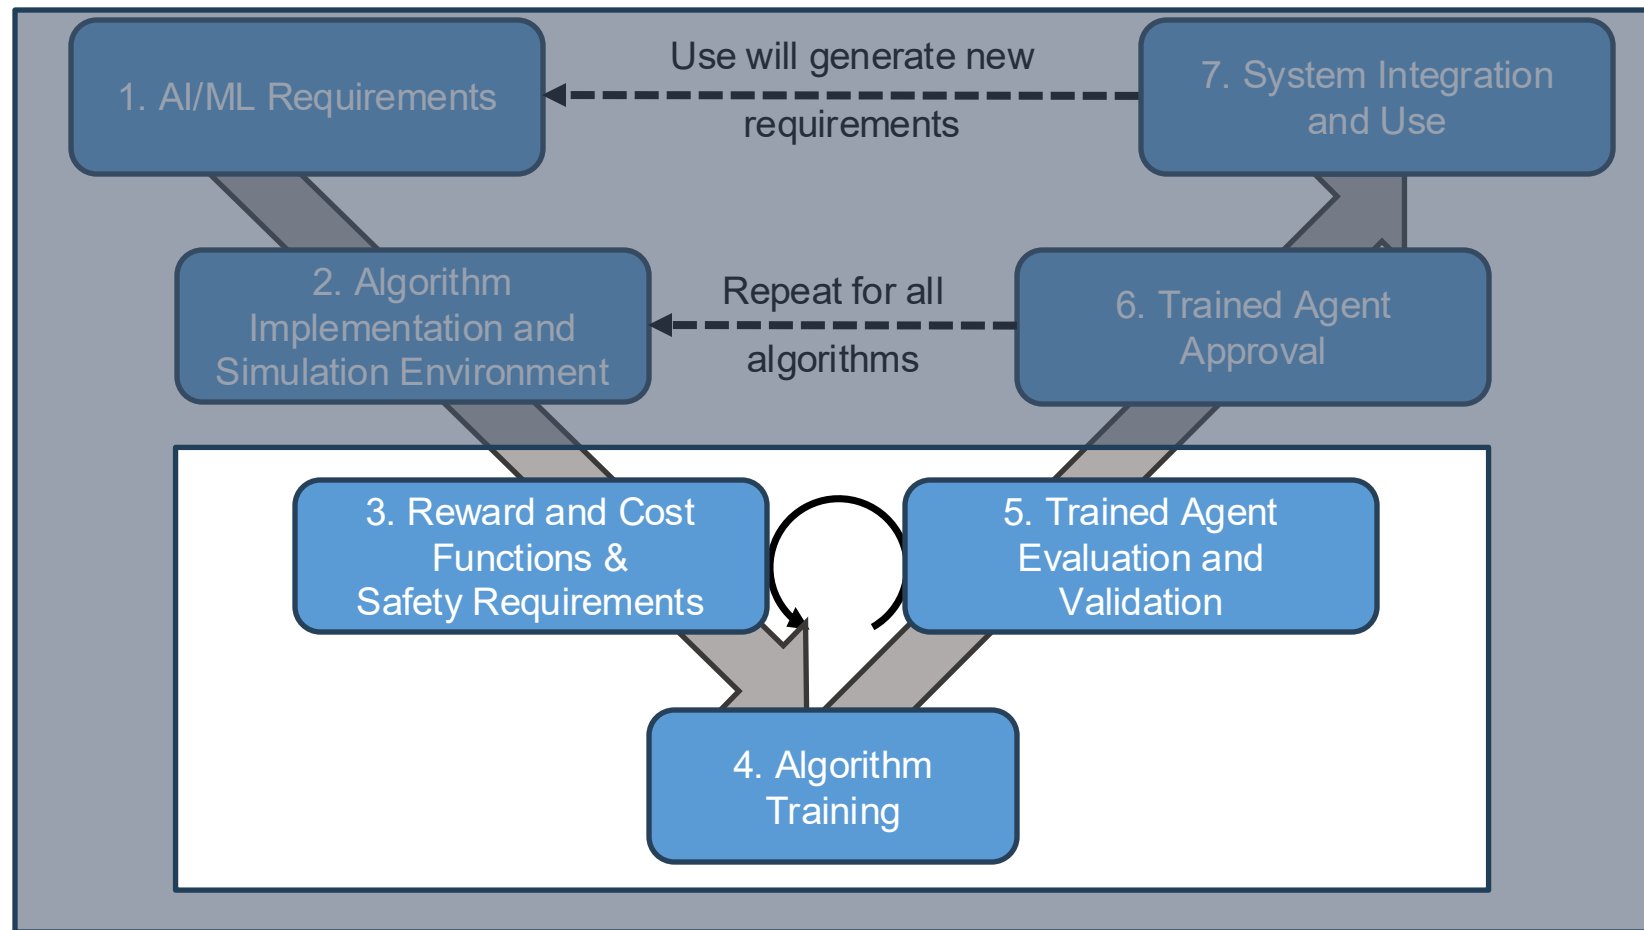 1. AI/ML Requirements
Use will generate new
requirements
7. System Integration
and Use
2. Algorithm
Implementation and
Simulation Environment
Repeat for all
algorithms
6. Trained Agent
Approval
3. Reward and Cost
Functions &
Safety Requirements
5. Trained Agent
Evaluation and
Validation
4. Algorithm
Training